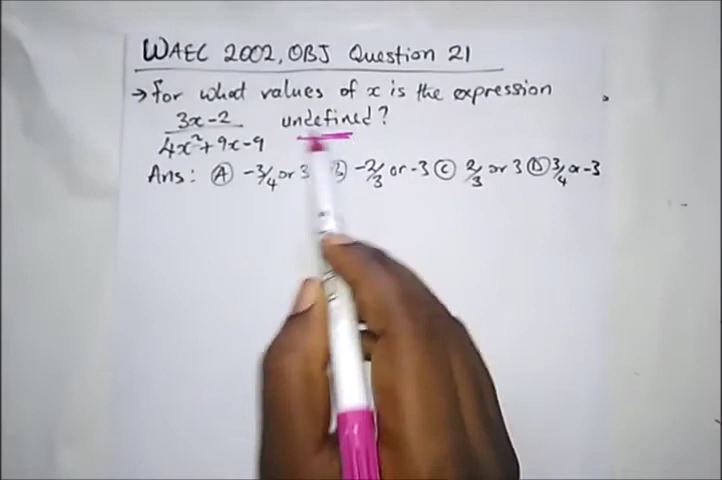 WAEC 2002, OBJ Question 21
→ For what values of x is the expression
3x-2 undefined?
4x²+9x-9
Ans: (A) -3/4 or 3 -2/3 or -3 (C) 2/3 or 3 (D) 3/4 or -3